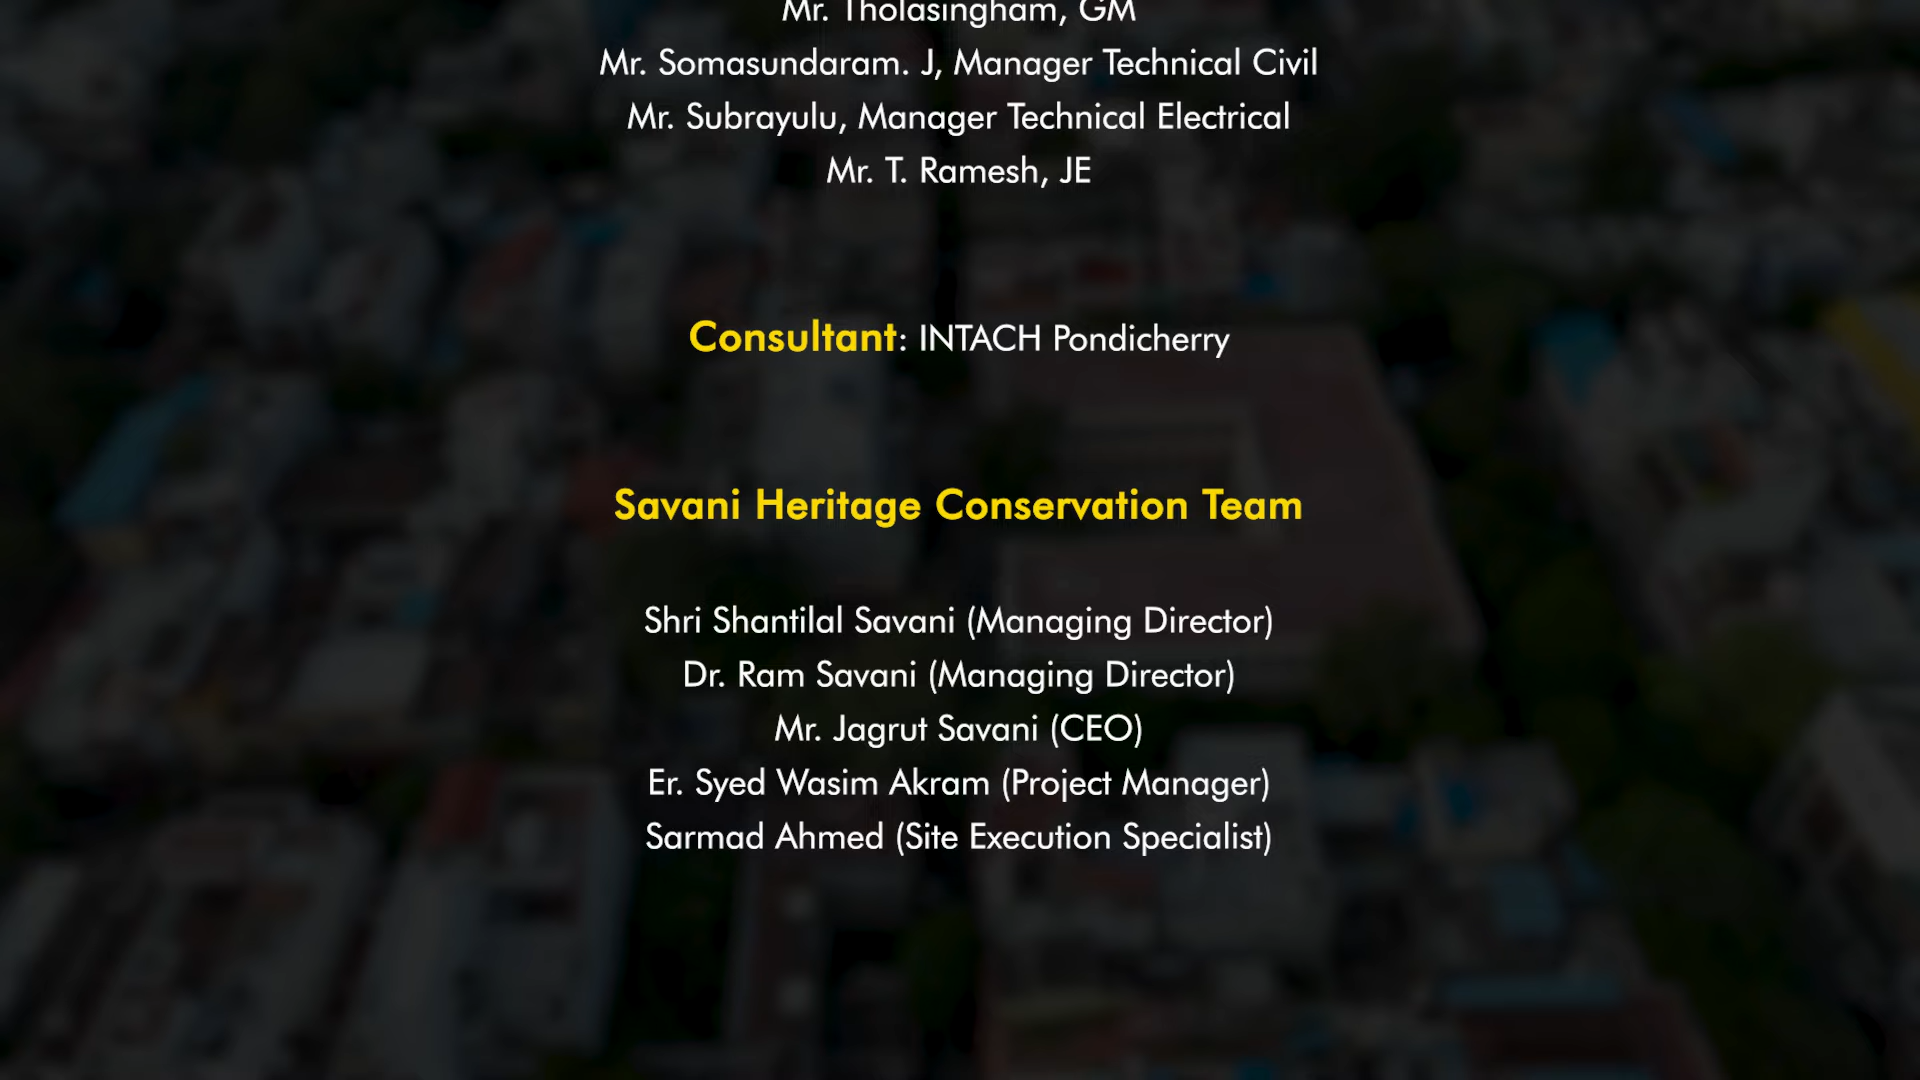 Mr. Tholasingham, GM
Mr. Somasundaram. J, Manager Technical Civil
Mr. Subrayulu, Manager Technical Electrical
Mr. T. Ramesh, JE
Consultant: INTACH Pondicherry
Savani Heritage Conservation Team
Shri Shantilal Savani (Managing Director)
Dr. Ram Savani (Managing Director)
Mr. Jagrut Savani (CEO)
Er. Syed Wasim Akram (Project Manager)
Sarmad Ahmed (Site Execution Specialist)